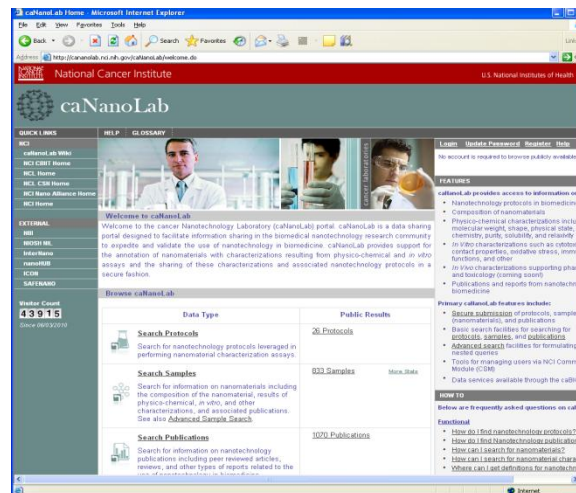 caNanoLab Home - Microsoft Internet Explorer
File Edit View Favorites Tools Help
Back Search Favorites
Address http://cananolab.nci.nih.gov/caNanoLab/welcome.do
National Cancer Institute
U.S. National Institutes of Health
caNanoLab
QUICK LINKS
HELP GLOSSARY
NCI
caNanoLab Wiki
NCI CBIIT Home
NCL Home
NCL CSN Home
NCI Nano Alliance Home
NCI Home
EXTERNAL
NBI
NIOSH NIL
InterNano
nanoHUB
ICON
SAFENANO
Visitor Count
43915
Since 06/03/2010
cancer laboratories
Welcome to caNanoLab
Welcome to the cancer Nanotechnology Laboratory (caNanoLab) portal. caNanoLab is a data sharing
portal designed to facilitate information sharing in the biomedical nanotechnology research community
to expedite and validate the use of nanotechnology in biomedicine. caNanoLab provides support for
the annotation of nanomaterials with characterizations resulting from physico-chemical and in vitro
assays and the sharing of these characterizations and associated nanotechnology protocols in a
secure fashion.
Browse caNanoLab
Data Type Public Results
Search Protocols 26 Protocols
Search for nanotechnology protocols leveraged in
performing nanomaterial characterization assays.
Search Samples 833 Samples More Stats
Search for information on nanomaterials including
the composition of the nanomaterial, results of
physico-chemical, in vitro, and other
characterizations, and associated publications.
See also Advanced Sample Search.
Search Publications 1070 Publications
Search for information on nanotechnology
publications including peer reviewed articles,
reviews, and other types of reports related to the
use of nanotechnology in biomedicine.
Login Update Password Register Help
No account is required to browse publicly available
FEATURES
caNanoLab provides access to information on
Nanotechnology protocols in biomedicine
Composition of nanomaterials
Physico-chemical characterizations
molecular weight, shape, physical state,
chemistry, purity, solubility, and relaxivity
In Vitro characterizations such as
contact properties, oxidative stress,
function, and other
In Vivo characterizations supporting
and toxicology (coming soon!)
Publications and reports from
biomedicine
Primary caNanoLab features include:
Secure submission of protocols,
(nanomaterials), and publications
Basic search facilities for searching for
protocols, samples, and publications
Advanced search facilities for formulating
nested queries
Tools for managing users via NCI
Module (CSM)
Data services available through the
HOW TO
Below are frequently asked questions on
Functional
How do I find nanotechnology protocols?
How do I find Nanotechnology
How can I search for nanomaterials?
How can I search for nanomaterial
Where can I get definitions for
Internet